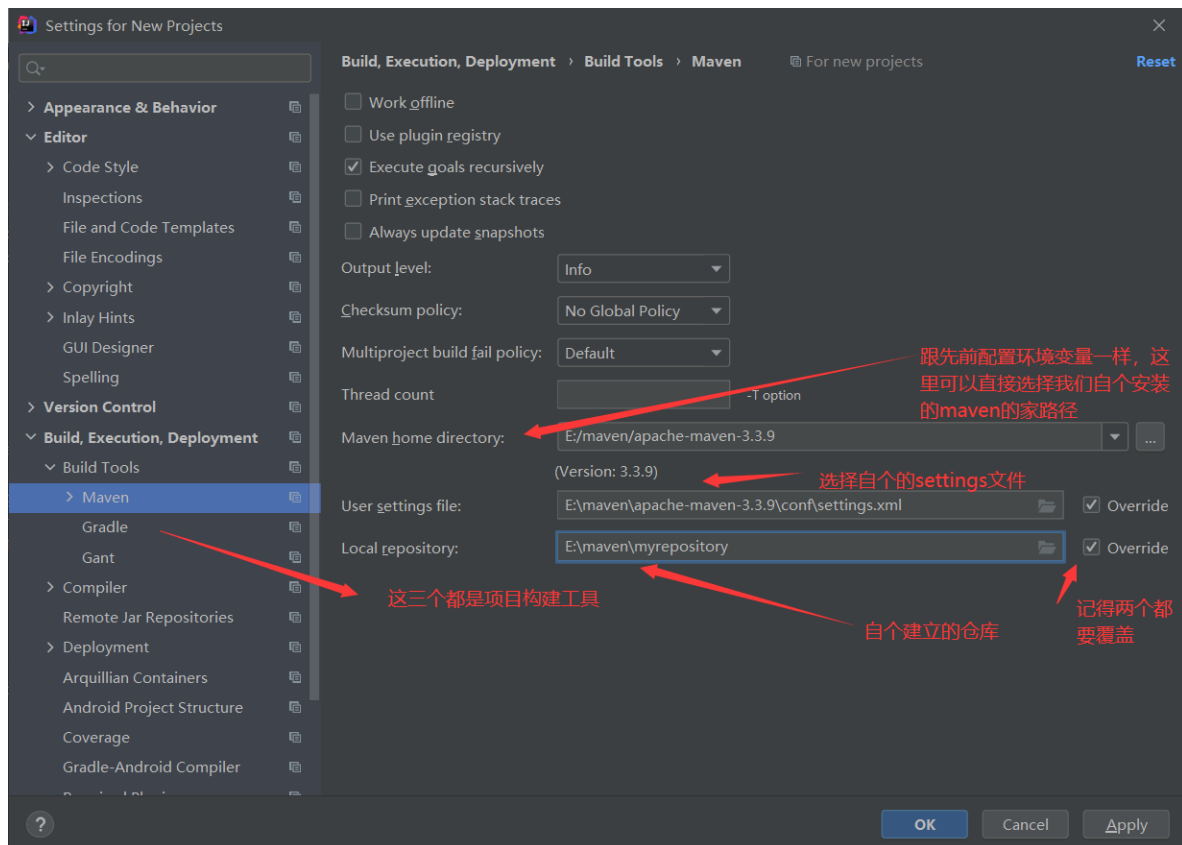 Settings for New Projects
Appearance & Behavior
Editor
Code Style
Inspections
File and Code Templates
File Encodings
Copyright
Inlay Hints
GUI Designer
Spelling
Version Control
Build, Execution, Deployment
Build Tools
Maven
Gradle
Gant
Compiler
Remote Jar Repositories
Deployment
Arquillian Containers
Android Project Structure
Coverage
Gradle-Android Compiler
Build, Execution, Deployment › Build Tools › Maven For new projects Reset
Work offline
Use plugin registry
Execute goals recursively
Print exception stack traces
Always update snapshots
Output level: Info
Checksum policy: No Global Policy
Multiproject build fail policy: Default
Thread count -T option
跟先前配置环境变量一样，这
里可以直接选择我们自个安装
的maven的家路径
Maven home directory: E:/maven/apache-maven-3.3.9 ...
(Version: 3.3.9)
选择自个的settings文件
User settings file: E:\maven\apache-maven-3.3.9\conf\settings.xml Override
Local repository: E:\maven\myrepository Override
这三个都是项目构建工具
自个建立的仓库
记得两个都
要覆盖
? OK Cancel Apply